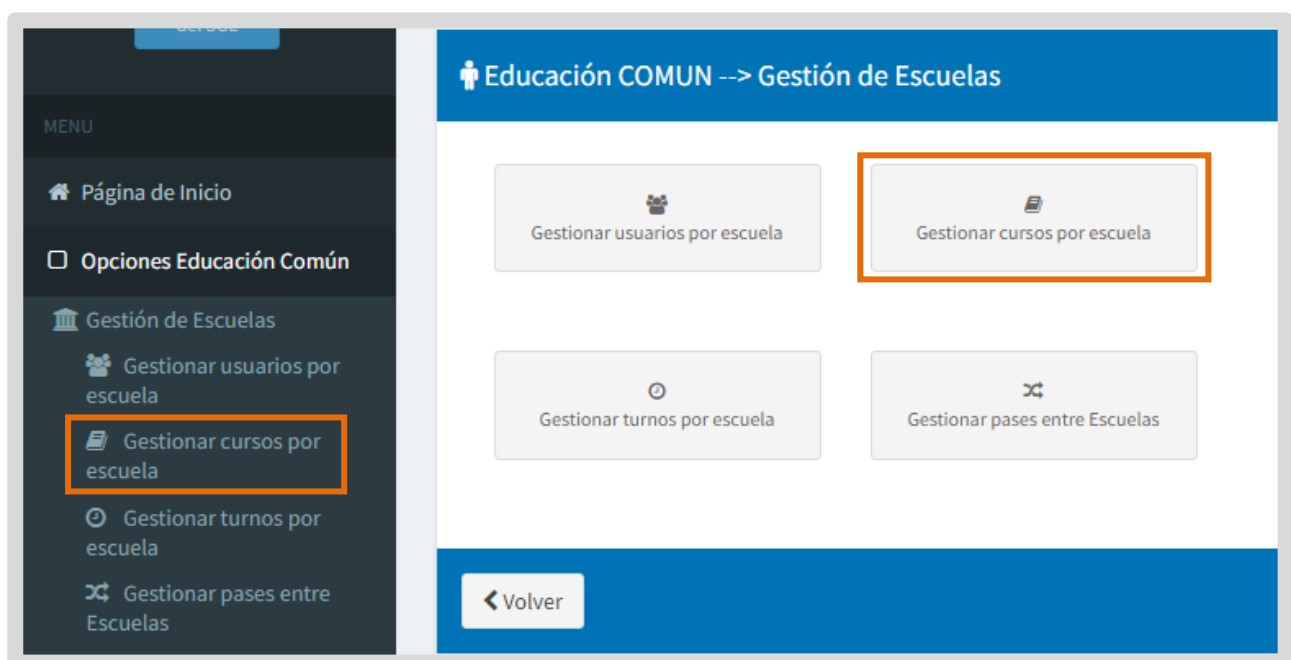 MENU
Página de Inicio
Opciones Educación Común
Gestión de Escuelas
Gestionar usuarios por
escuela
Gestionar cursos por
escuela
Gestionar turnos por
escuela
Gestionar pases entre
Escuelas
Educación COMUN --> Gestión de Escuelas
Gestionar usuarios por escuela
Gestionar cursos por escuela
Gestionar turnos por escuela
Gestionar pases entre Escuelas
Volver